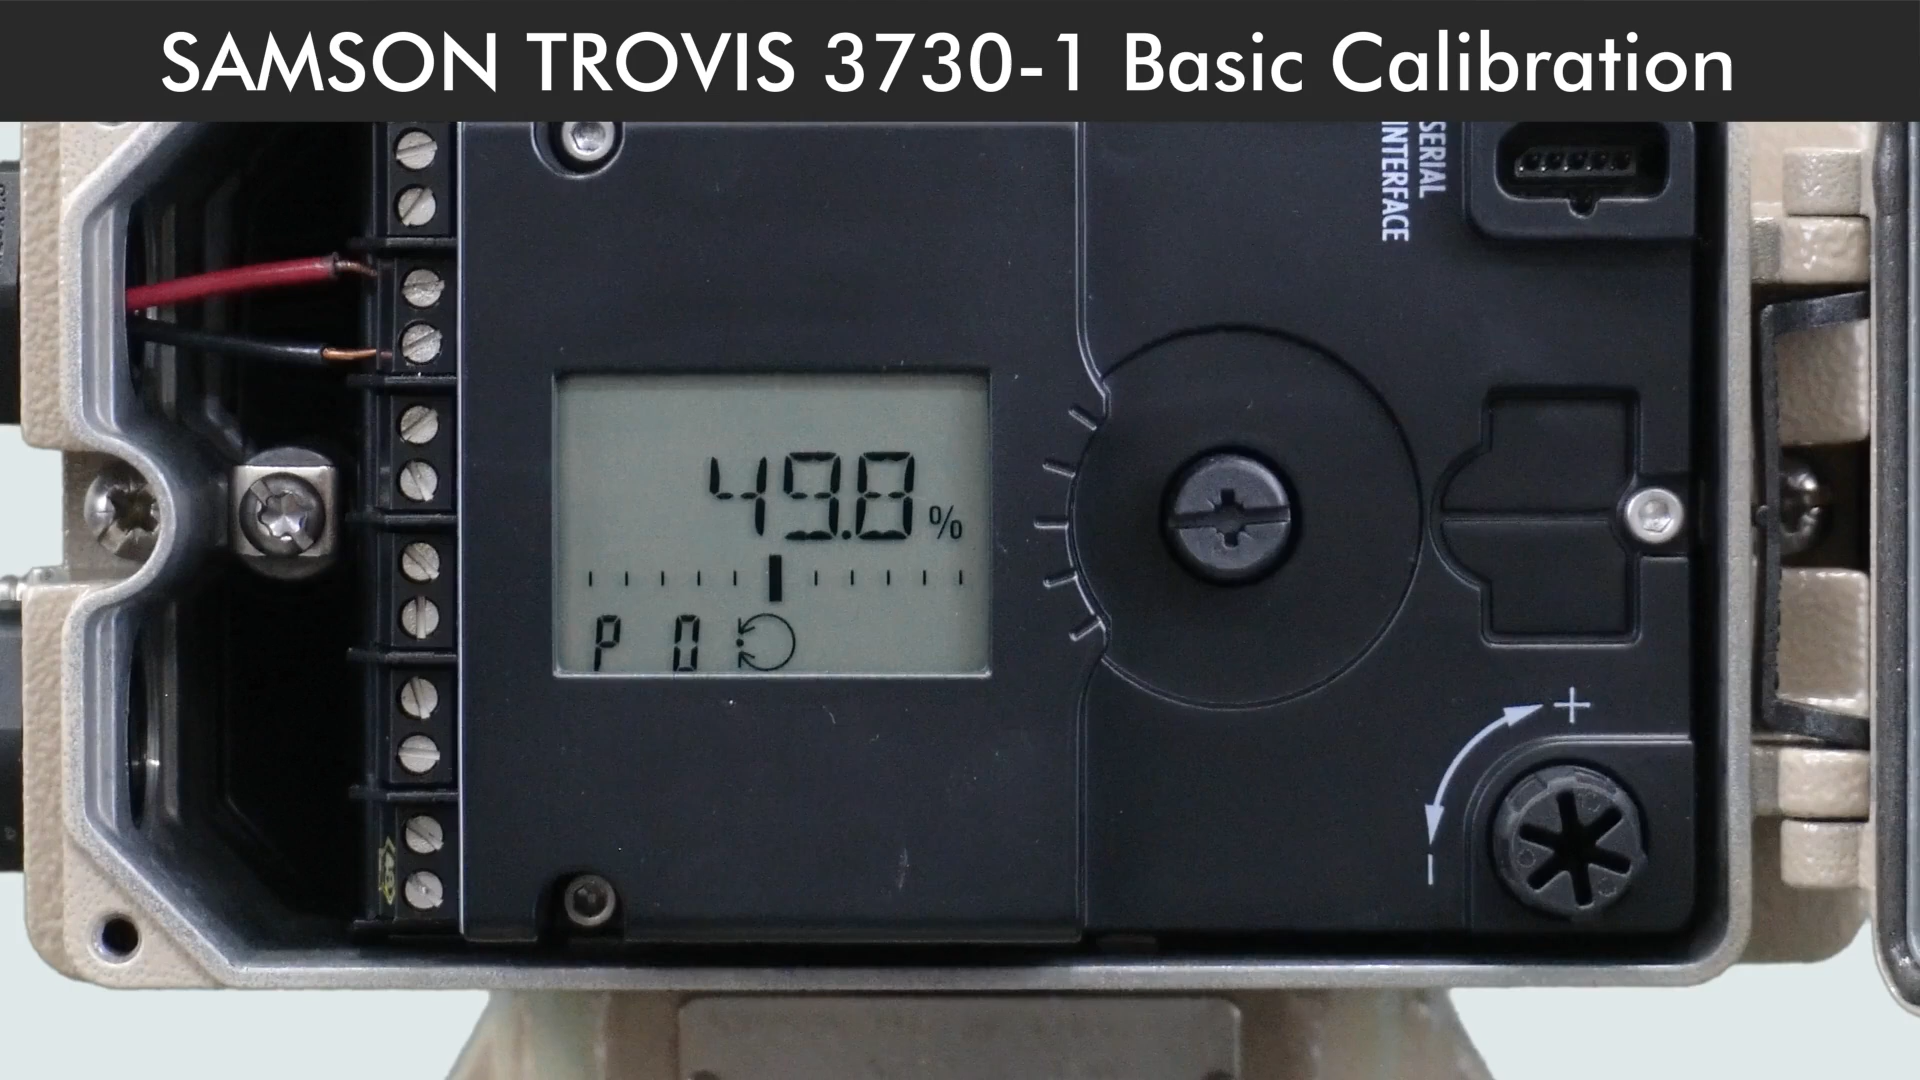 SAMSON TROVIS 3730-1 Basic Calibration
SERIAL
INTERFACE
49.8 %
P 0
+
-